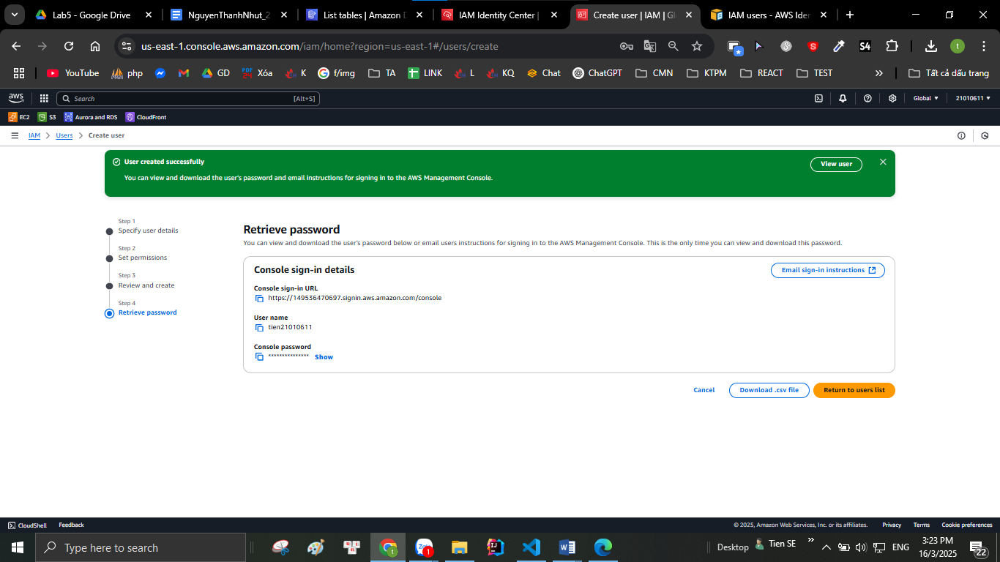 Lab5 - Google Drive
NguyenThanhNhut_2
List tables | Amazon D
IAM Identity Center |
Create user | IAM | Gl
IAM users - AWS Iden
us-east-1.console.aws.amazon.com/iam/home?region=us-east-1#/users/create
YouTube
php
GD
PDF 24
Xóa
K
f/img
TA
LINK
L
KQ
Chat
ChatGPT
CMN
KTPM
REACT
TEST
Tất cả dấu trang
aws
Search
[Alt+S]
Global
21010611
EC2
S3
Aurora and RDS
CloudFront
IAM
Users
Create user
User created successfully
You can view and download the user's password and email instructions for signing in to the AWS Management Console.
View user
Step 1
Specify user details
Step 2
Set permissions
Step 3
Review and create
Step 4
Retrieve password
Retrieve password
You can view and download the user's password below or email users instructions for signing in to the AWS Management Console. This is the only time you can view and download this password.
Console sign-in details
Email sign-in instructions
Console sign-in URL
https://149536470697.signin.aws.amazon.com/console
User name
tien21010611
Console password
*************** Show
Cancel
Download .csv file
Return to users list
CloudShell
Feedback
© 2025, Amazon Web Services, Inc. or its affiliates.
Privacy
Terms
Cookie preferences
Type here to search
Desktop
Tien SE
ENG
3:23 PM
16/3/2025
22